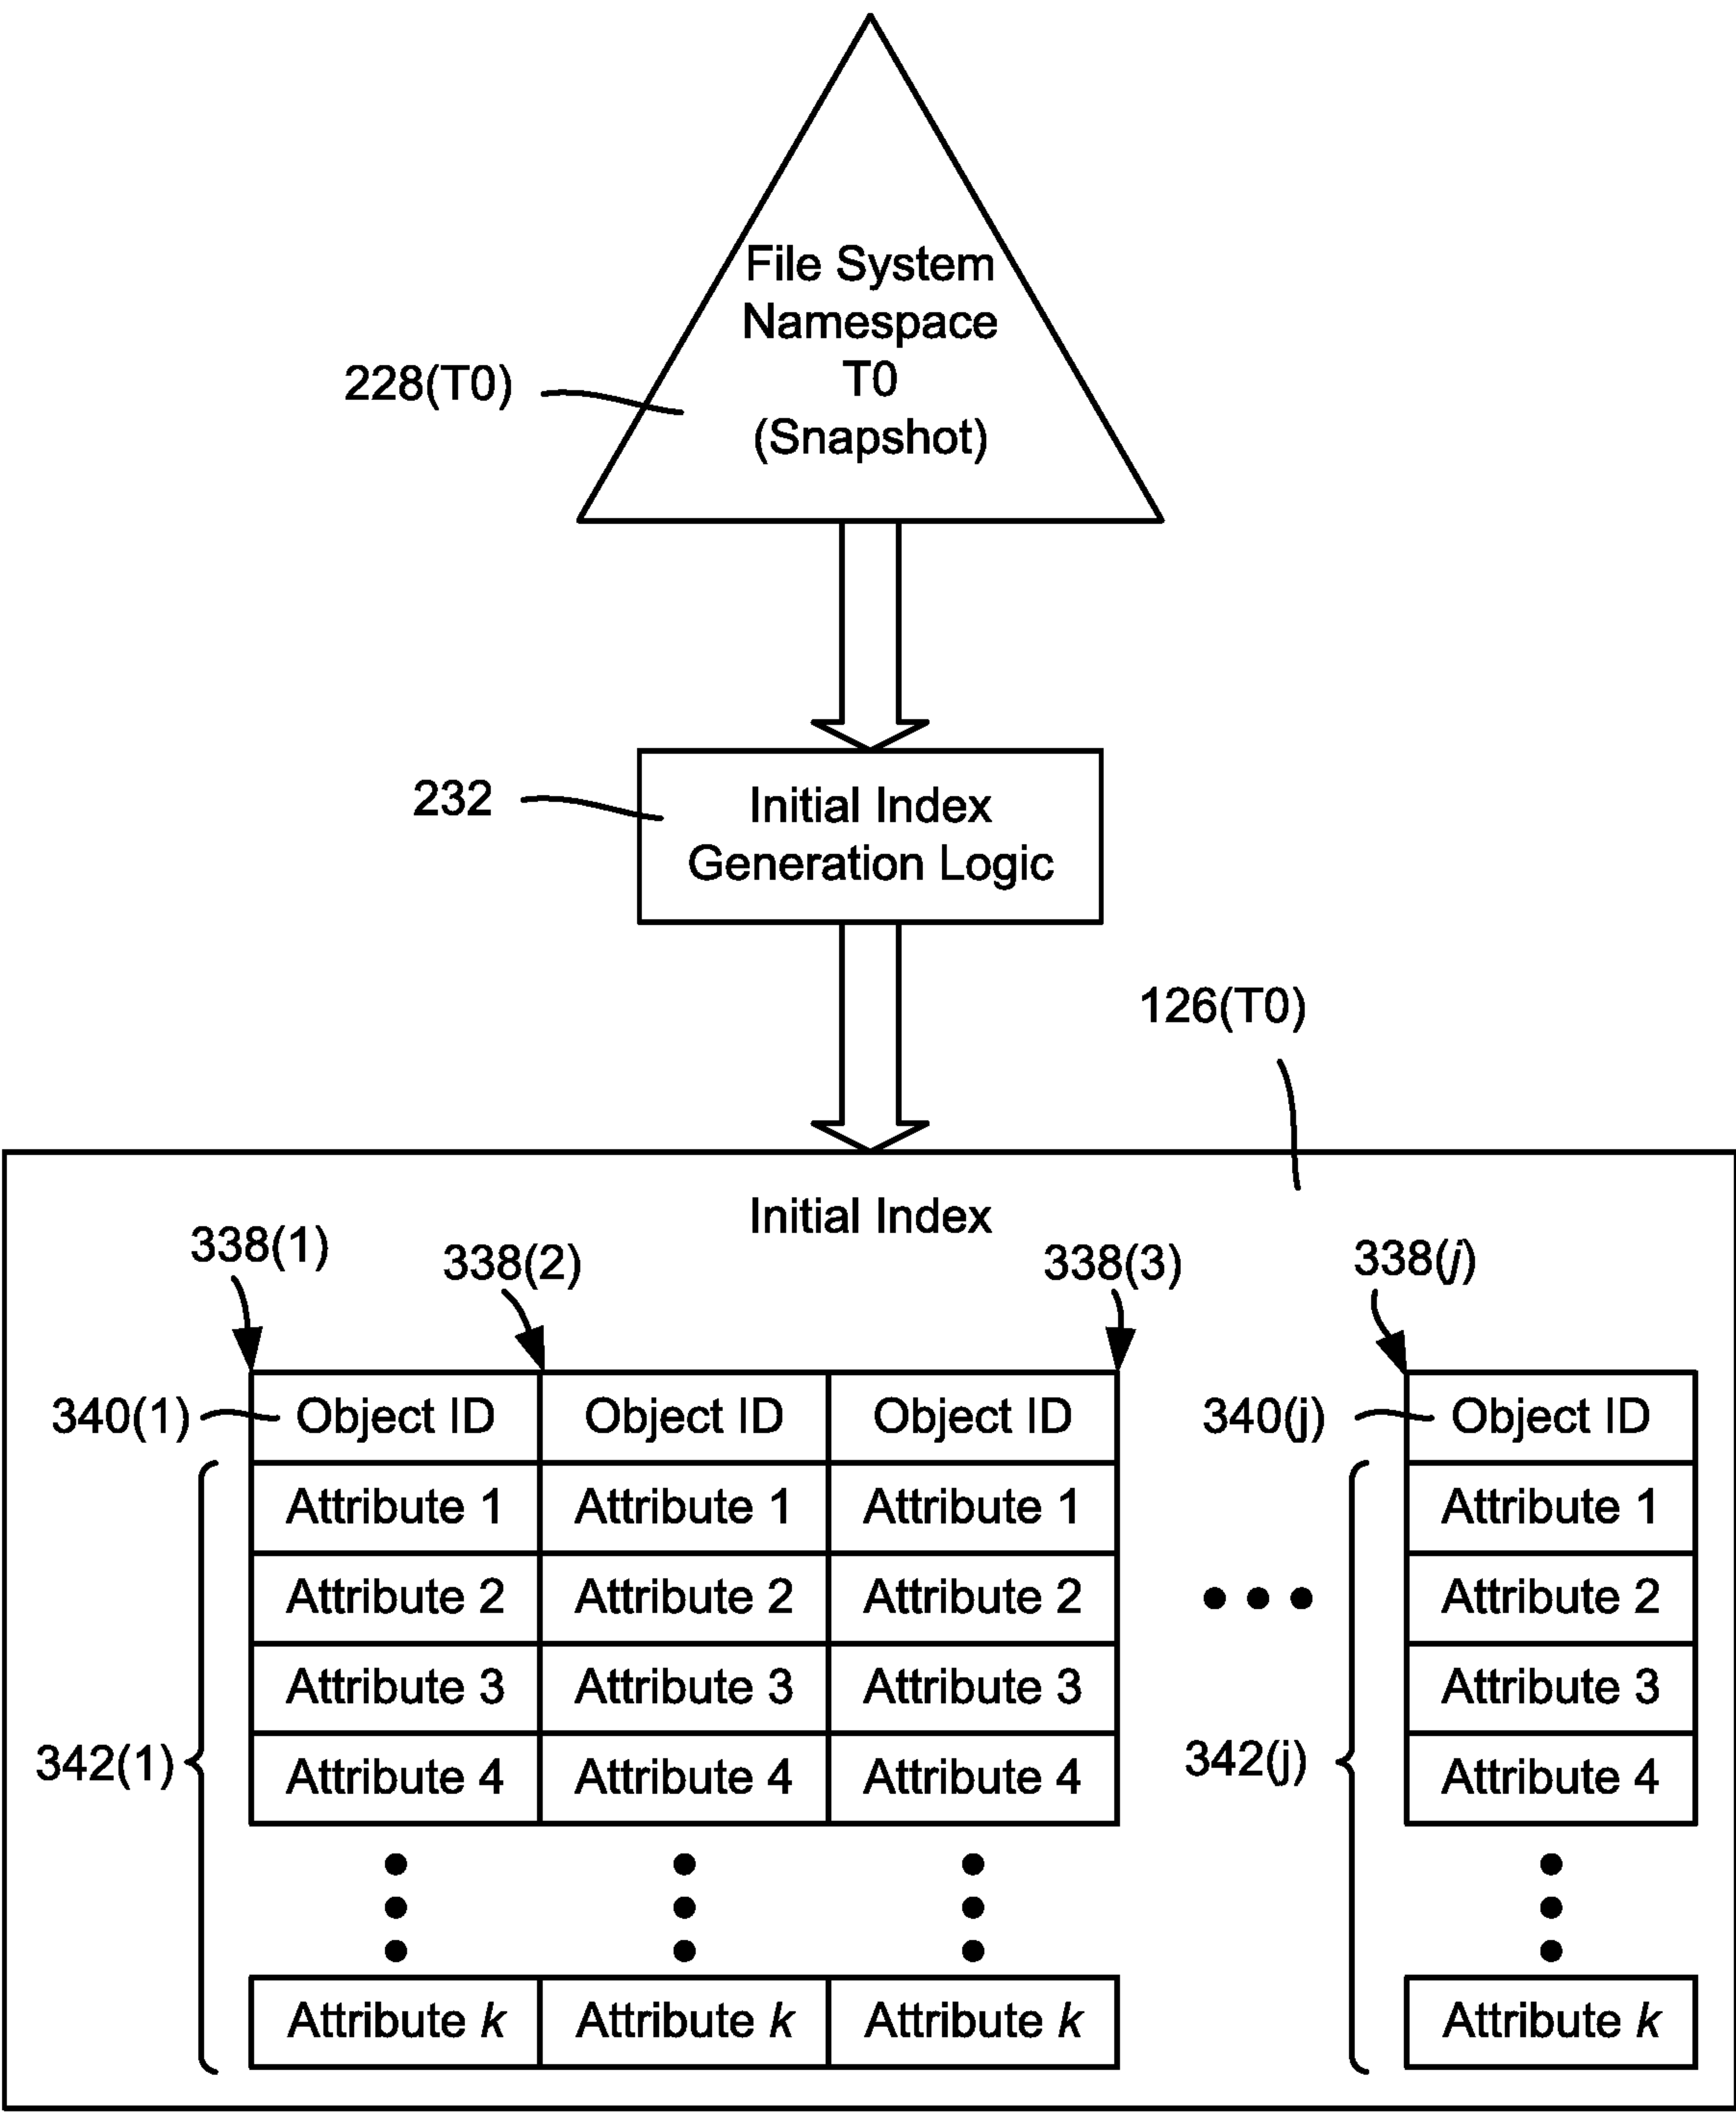 File System
Namespace
T0
228(T0)
(Snapshot)
232
Initial Index
Generation Logic
126(T0)
Initial Index
338(1)
338(2)
338(3)
338(j)
340(1)
Object ID Object ID Object ID
340(j)
Object ID
Attribute 1 Attribute 1 Attribute 1 Attribute 1
Attribute 2 Attribute 2 Attribute 2 Attribute 2
Attribute 3 Attribute 3 Attribute 3 Attribute 3
342(1)
342(j)
Attribute 4 Attribute 4 Attribute 4 Attribute 4
Attribute k Attribute k Attribute k Attribute k